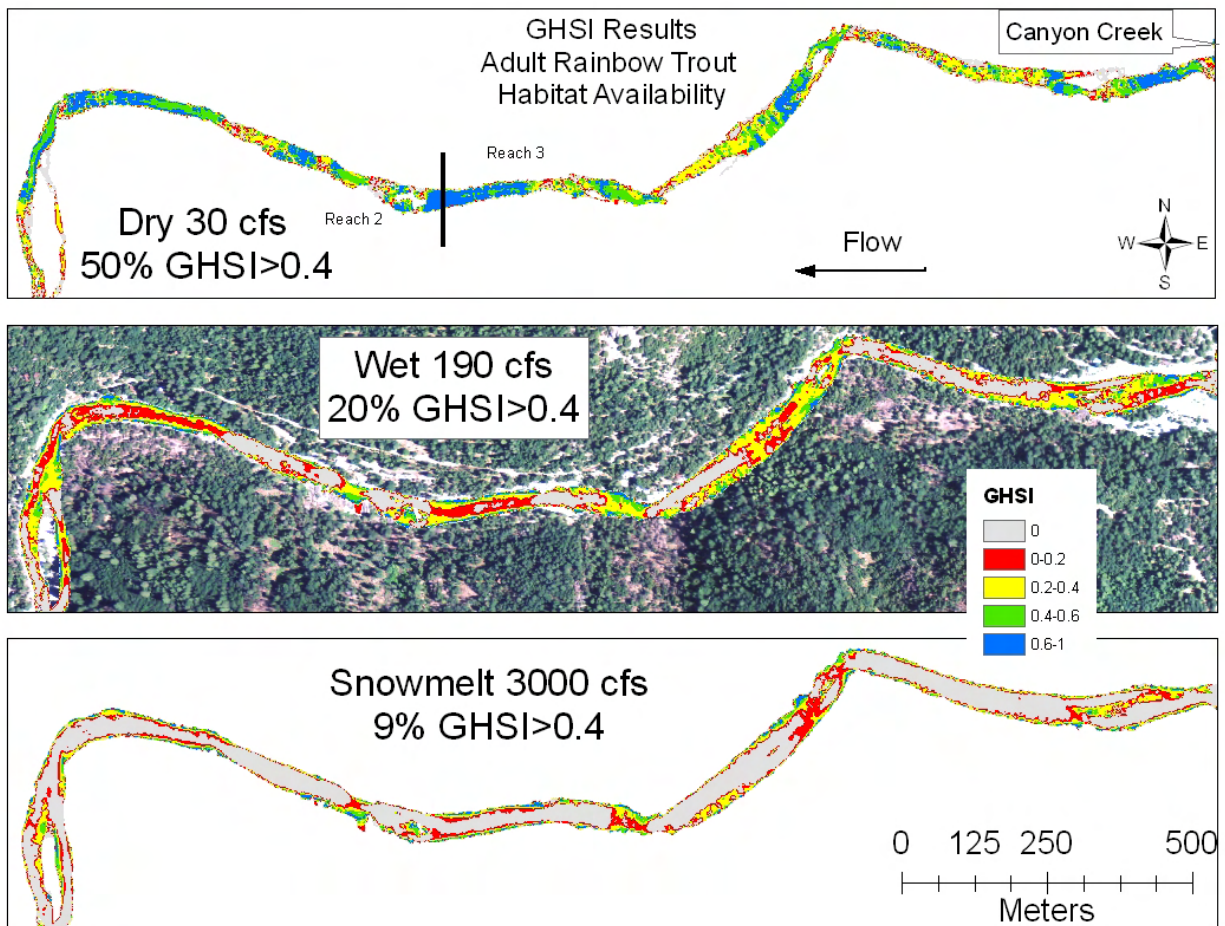 GHSI Results
Adult Rainbow Trout
Habitat Availability
Canyon Creek
Reach 3
Reach 2
Dry 30 cfs
50% GHSI>0.4
Flow
N
W E
S
Wet 190 cfs
20% GHSI>0.4
GHSI
0
0-0.2
0.2-0.4
0.4-0.6
0.6-1
Snowmelt 3000 cfs
9% GHSI>0.4
0 125 250 500
Meters